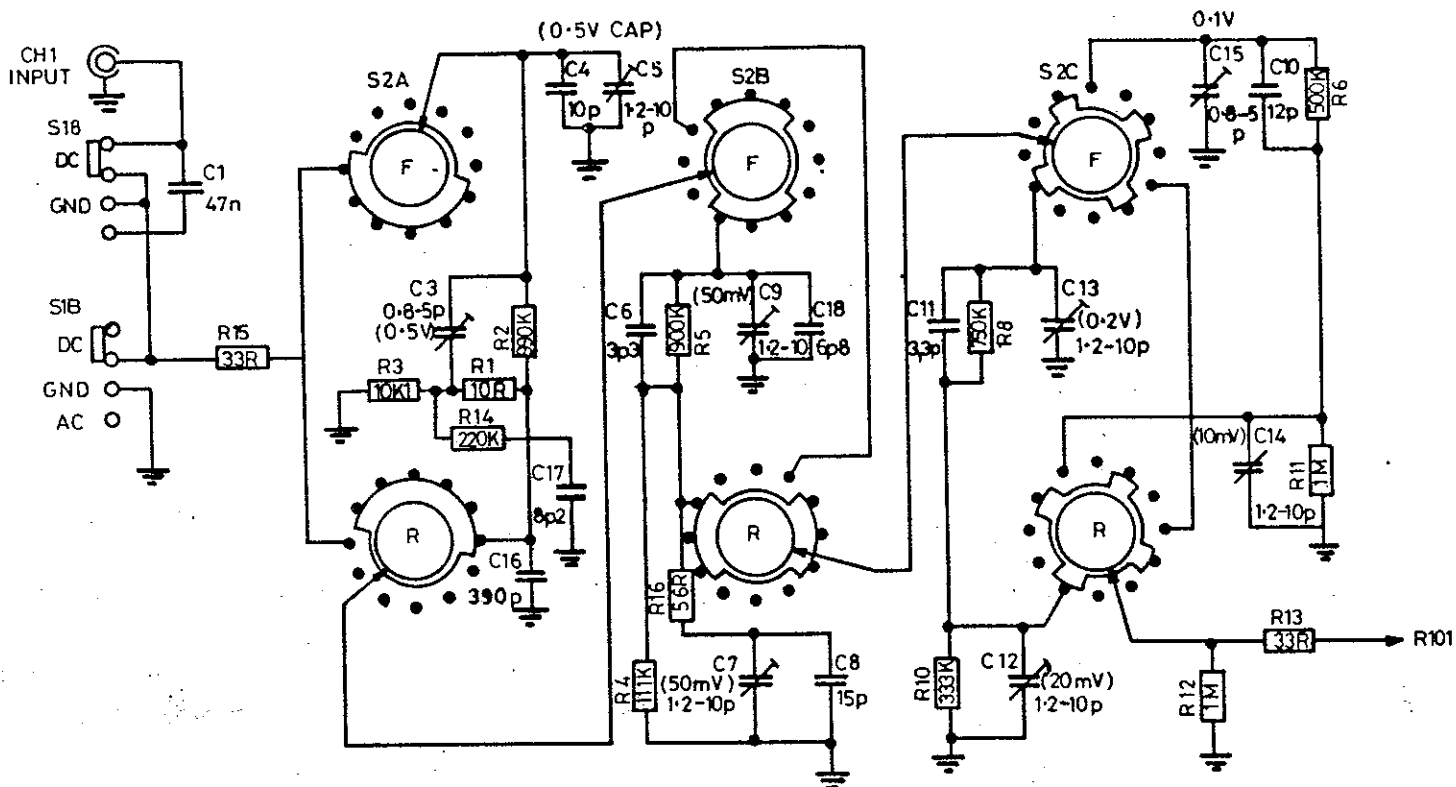 CH1
INPUT
S1B
DC
GND
C1
47n
S1B
DC
GND
AC
R15
33R
S2A
F
(0·5V CAP)
C4
10p
C5
1·2-10
p
C3
0·8-5p
(0·5V)
R2
990K
R3
10K1
R1
10R
R14
220K
C17
8p2
R
C16
390p
S2B
F
C6
3p3
R5
900K
(50mV)
C9
1·2-10
C18
6p8
R
R16
56R
R4
11.1K
C7
(50mV)
1·2-10p
C8
15p
S2C
F
0·1V
C15
0·8-5
p
C10
12p
R6
500K
C11
3,3p
R8
750K
C13
(0·2V)
1·2-10p
(10mV)
C14
1·2-10p
R11
1M
R
R10
333K
C12
(20mV)
1·2-10p
R13
33R
R101
R12
1M